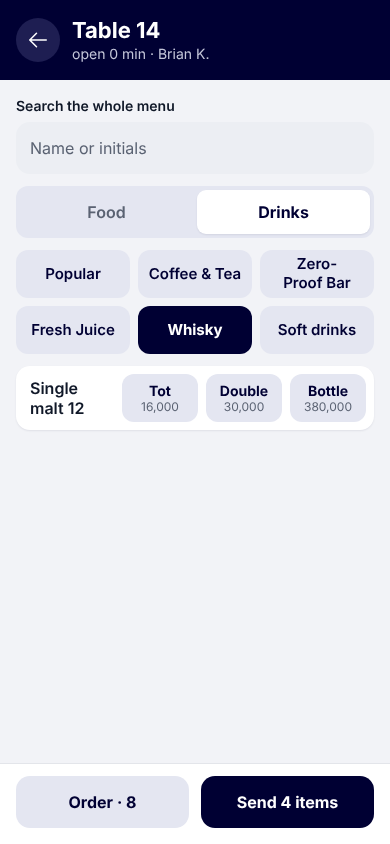 Table 14
open 0 min · Brian K.
Search the whole menu
Name or initials
Food
Drinks
Popular
Coffee & Tea
Zero-
Proof Bar
Fresh Juice
Whisky
Soft drinks
Single
malt 12
Tot
16,000
Double
30,000
Bottle
380,000
Order · 8
Send 4 items